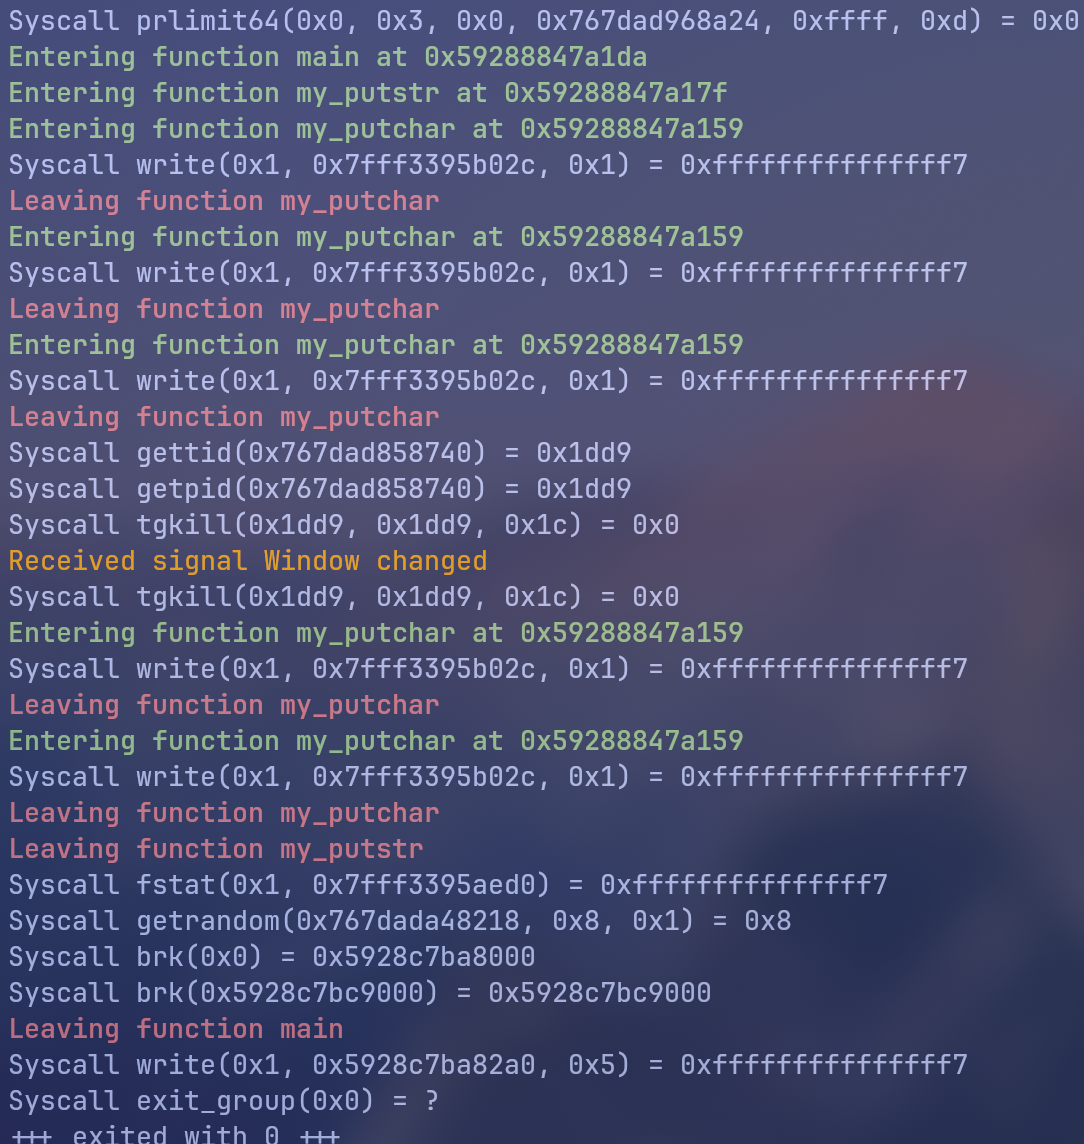 Syscall prlimit64(0x0, 0x3, 0x0, 0x767dad968a24, 0xffff, 0xd) = 0x0
Entering function main at 0x59288847a1da
Entering function my_putstr at 0x59288847a17f
Entering function my_putchar at 0x59288847a159
Syscall write(0x1, 0x7fff3395b02c, 0x1) = 0xfffffffffffffff7
Leaving function my_putchar
Entering function my_putchar at 0x59288847a159
Syscall write(0x1, 0x7fff3395b02c, 0x1) = 0xfffffffffffffff7
Leaving function my_putchar
Entering function my_putchar at 0x59288847a159
Syscall write(0x1, 0x7fff3395b02c, 0x1) = 0xfffffffffffffff7
Leaving function my_putchar
Syscall gettid(0x767dad858740) = 0x1dd9
Syscall getpid(0x767dad858740) = 0x1dd9
Syscall tgkill(0x1dd9, 0x1dd9, 0x1c) = 0x0
Received signal Window changed
Syscall tgkill(0x1dd9, 0x1dd9, 0x1c) = 0x0
Entering function my_putchar at 0x59288847a159
Syscall write(0x1, 0x7fff3395b02c, 0x1) = 0xfffffffffffffff7
Leaving function my_putchar
Entering function my_putchar at 0x59288847a159
Syscall write(0x1, 0x7fff3395b02c, 0x1) = 0xfffffffffffffff7
Leaving function my_putchar
Leaving function my_putstr
Syscall fstat(0x1, 0x7fff3395aed0) = 0xfffffffffffffff7
Syscall getrandom(0x767dada48218, 0x8, 0x1) = 0x8
Syscall brk(0x0) = 0x5928c7ba8000
Syscall brk(0x5928c7bc9000) = 0x5928c7bc9000
Leaving function main
Syscall write(0x1, 0x5928c7ba82a0, 0x5) = 0xfffffffffffffff7
Syscall exit_group(0x0) = ?
+++ exited with 0 +++